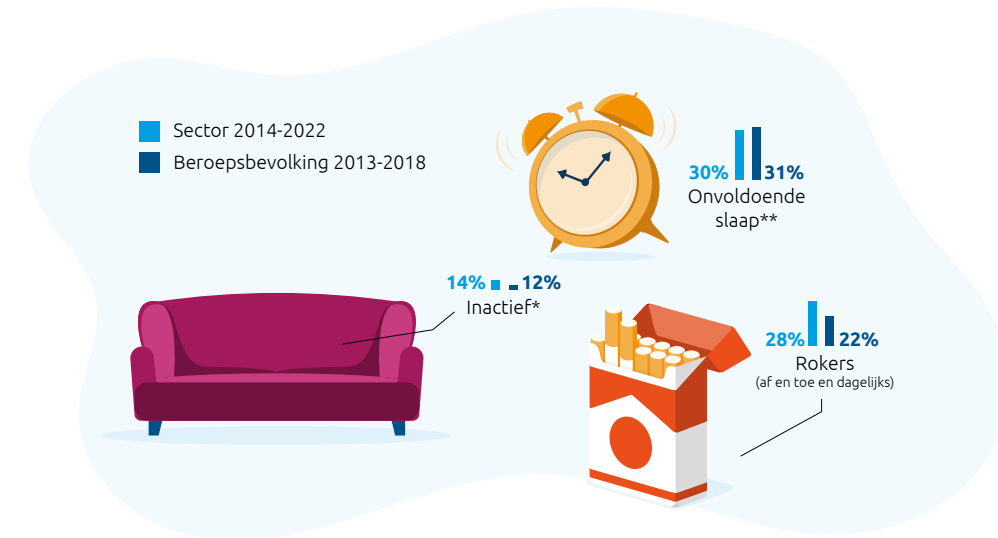 Sector 2014-2022
Beroepsbevolking 2013-2018
30% 31%
Onvoldoende
slaap**
14% 12%
Inactief*
28% 22%
Rokers
(af en toe en dagelijks)